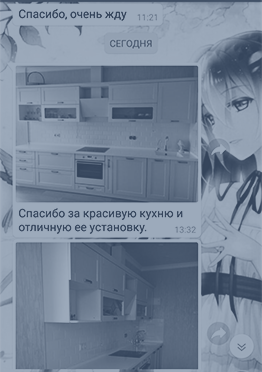 Спасибо, очень жду 11:21
СЕГОДНЯ
Спасибо за красивую кухню и
отличную ее установку. 13:32